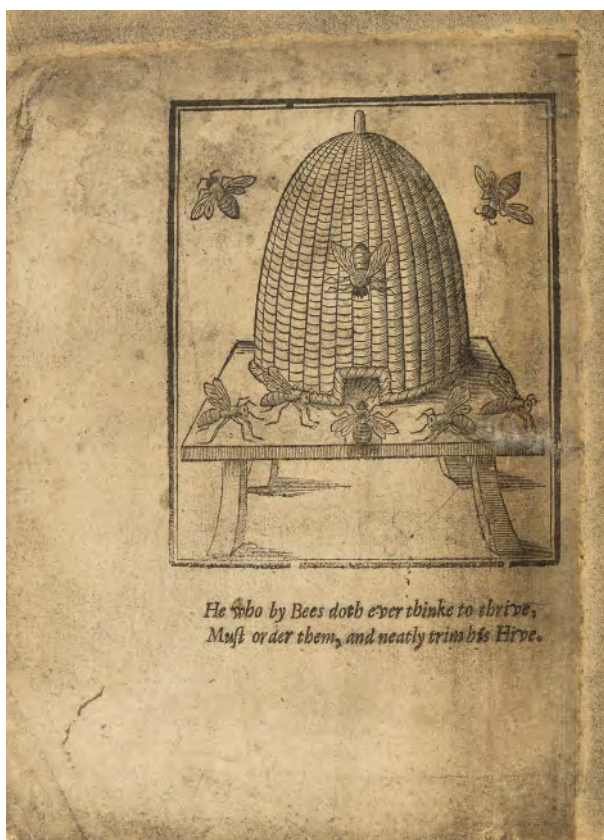 He who by Bees doth ever thinke to thrive,
Muſt order them, and neatly trim his Hive.